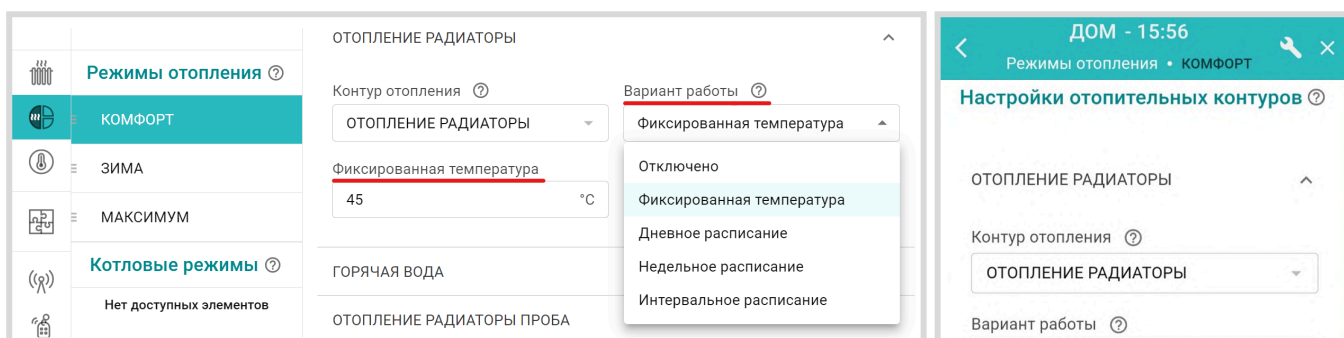 ОТОПЛЕНИЕ РАДИАТОРЫ
Режимы отопления
Контур отопления
Вариант работы
КОМФОРТ
ОТОПЛЕНИЕ РАДИАТОРЫ
Фиксированная температура
ЗИМА
Фиксированная температура
45 °C
МАКСИМУМ
Отключено
Фиксированная температура
Дневное расписание
Недельное расписание
Интервальное расписание
Котловые режимы
Нет доступных элементов
ГОРЯЧАЯ ВОДА
ОТОПЛЕНИЕ РАДИАТОРЫ ПРОБА
ДОМ - 15:56
Режимы отопления • КОМФОРТ
Настройки отопительных контуров
ОТОПЛЕНИЕ РАДИАТОРЫ
Контур отопления
ОТОПЛЕНИЕ РАДИАТОРЫ
Вариант работы